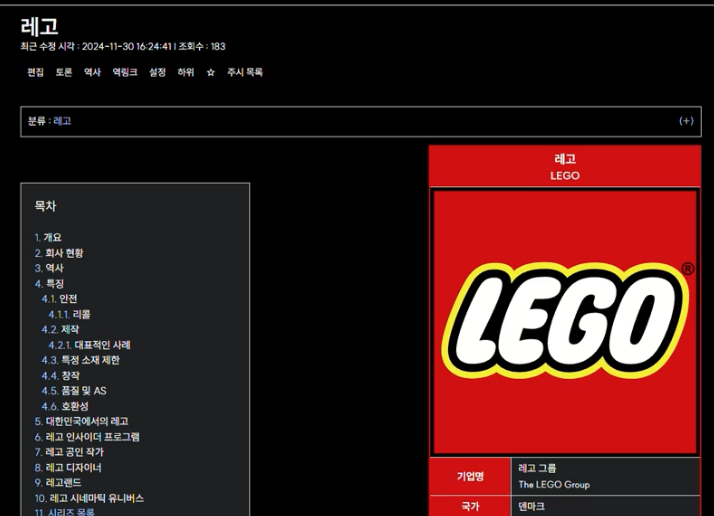 레고
최근 수정 시각 : 2024-11-30 16:24:41 | 조회수 : 183
편집 토론 역사 역링크 설정 하위 ☆ 주시 목록
분류 : 레고 (+)
레고
LEGO
LEGO®
목차
1. 개요
2. 회사 현황
3. 역사
4. 특징
4.1. 안전
4.1.1. 리콜
4.2. 제작
4.2.1. 대표적인 사례
4.3. 특정 소재 제한
4.4. 창작
4.5. 품질 및 AS
4.6. 호환성
5. 대한민국에서의 레고
6. 레고 인사이더 프로그램
7. 레고 공인 작가
8. 레고 디자이너
9. 레고랜드
10. 레고 시네마틱 유니버스
11. 시리즈 목록
기업명 레고 그룹
The LEGO Group
국가 덴마크